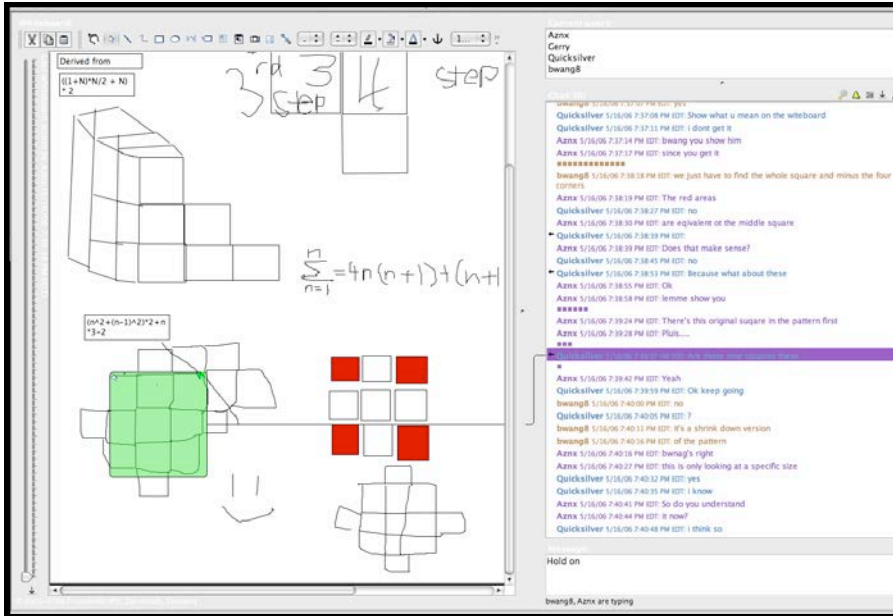 Derived from
((1+N)*N/2 + N)
* 2
3rd
step
3
4
step
n
Σ = 4n(n+1)+(n+1
n=1
(n^2+(n-1)^2)*2+n
*3-2
1...
Aznx
Gerry
Quicksilver
bwang8
bwang8 5/16/06 7:37:07 PM EDT: yes
Quicksilver 5/16/06 7:37:08 PM EDT: Show what u mean on the witeboard
Quicksilver 5/16/06 7:37:11 PM EDT: i dont get it
Aznx 5/16/06 7:37:14 PM EDT: bwang you show him
Aznx 5/16/06 7:37:17 PM EDT: since you get it
bwang8 5/16/06 7:38:18 PM EDT: we just have to find the whole square and minus the four
corners
Aznx 5/16/06 7:38:19 PM EDT: The red areas
Quicksilver 5/16/06 7:38:27 PM EDT: no
Aznx 5/16/06 7:38:30 PM EDT: are eqivalent ot the middle square
Quicksilver 5/16/06 7:38:39 PM EDT:
Aznx 5/16/06 7:38:39 PM EDT: Does that make sense?
Quicksilver 5/16/06 7:38:45 PM EDT: no
Quicksilver 5/16/06 7:38:53 PM EDT: Because what about these
Aznx 5/16/06 7:38:55 PM EDT: Ok
Aznx 5/16/06 7:38:58 PM EDT: lemme show you
Aznx 5/16/06 7:39:24 PM EDT: There's this original suqare in the pattern first
Aznx 5/16/06 7:39:28 PM EDT: Pluis.....
Quicksilver
Aznx 5/16/06 7:39:42 PM EDT: Yeah
Quicksilver 5/16/06 7:39:59 PM EDT: Ok keep going
bwang8 5/16/06 7:40:00 PM EDT: no
Quicksilver 5/16/06 7:40:05 PM EDT: ?
bwang8 5/16/06 7:40:11 PM EDT: it's a shrink down version
bwang8 5/16/06 7:40:16 PM EDT: of the pattern
Aznx 5/16/06 7:40:16 PM EDT: bwnag's right
Aznx 5/16/06 7:40:27 PM EDT: this is only looking at a specific size
Quicksilver 5/16/06 7:40:32 PM EDT: yes
Quicksilver 5/16/06 7:40:35 PM EDT: i know
Aznx 5/16/06 7:40:41 PM EDT: So do you understand
Aznx 5/16/06 7:40:44 PM EDT: it now?
Quicksilver 5/16/06 7:40:48 PM EDT: i think so
Hold on
bwang8, Aznx are typing